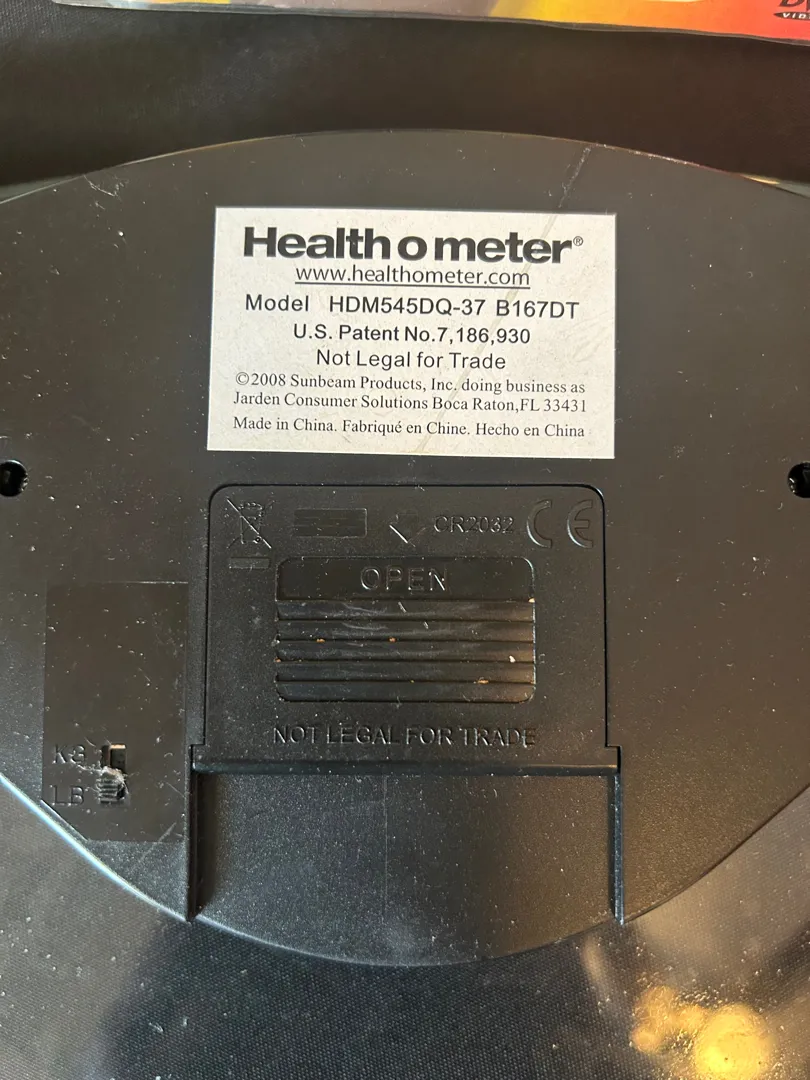 Health o meter®
www.healthometer.com
Model HDM545DQ-37 B167DT
U.S. Patent No.7,186,930
Not Legal for Trade
©2008 Sunbeam Products, Inc. doing business as
Jarden Consumer Solutions Boca Raton,FL 33431
Made in China. Fabriqué en Chine. Hecho en China
CR2032 CE
OPEN
NOT LEGAL FOR TRADE
KG
LB